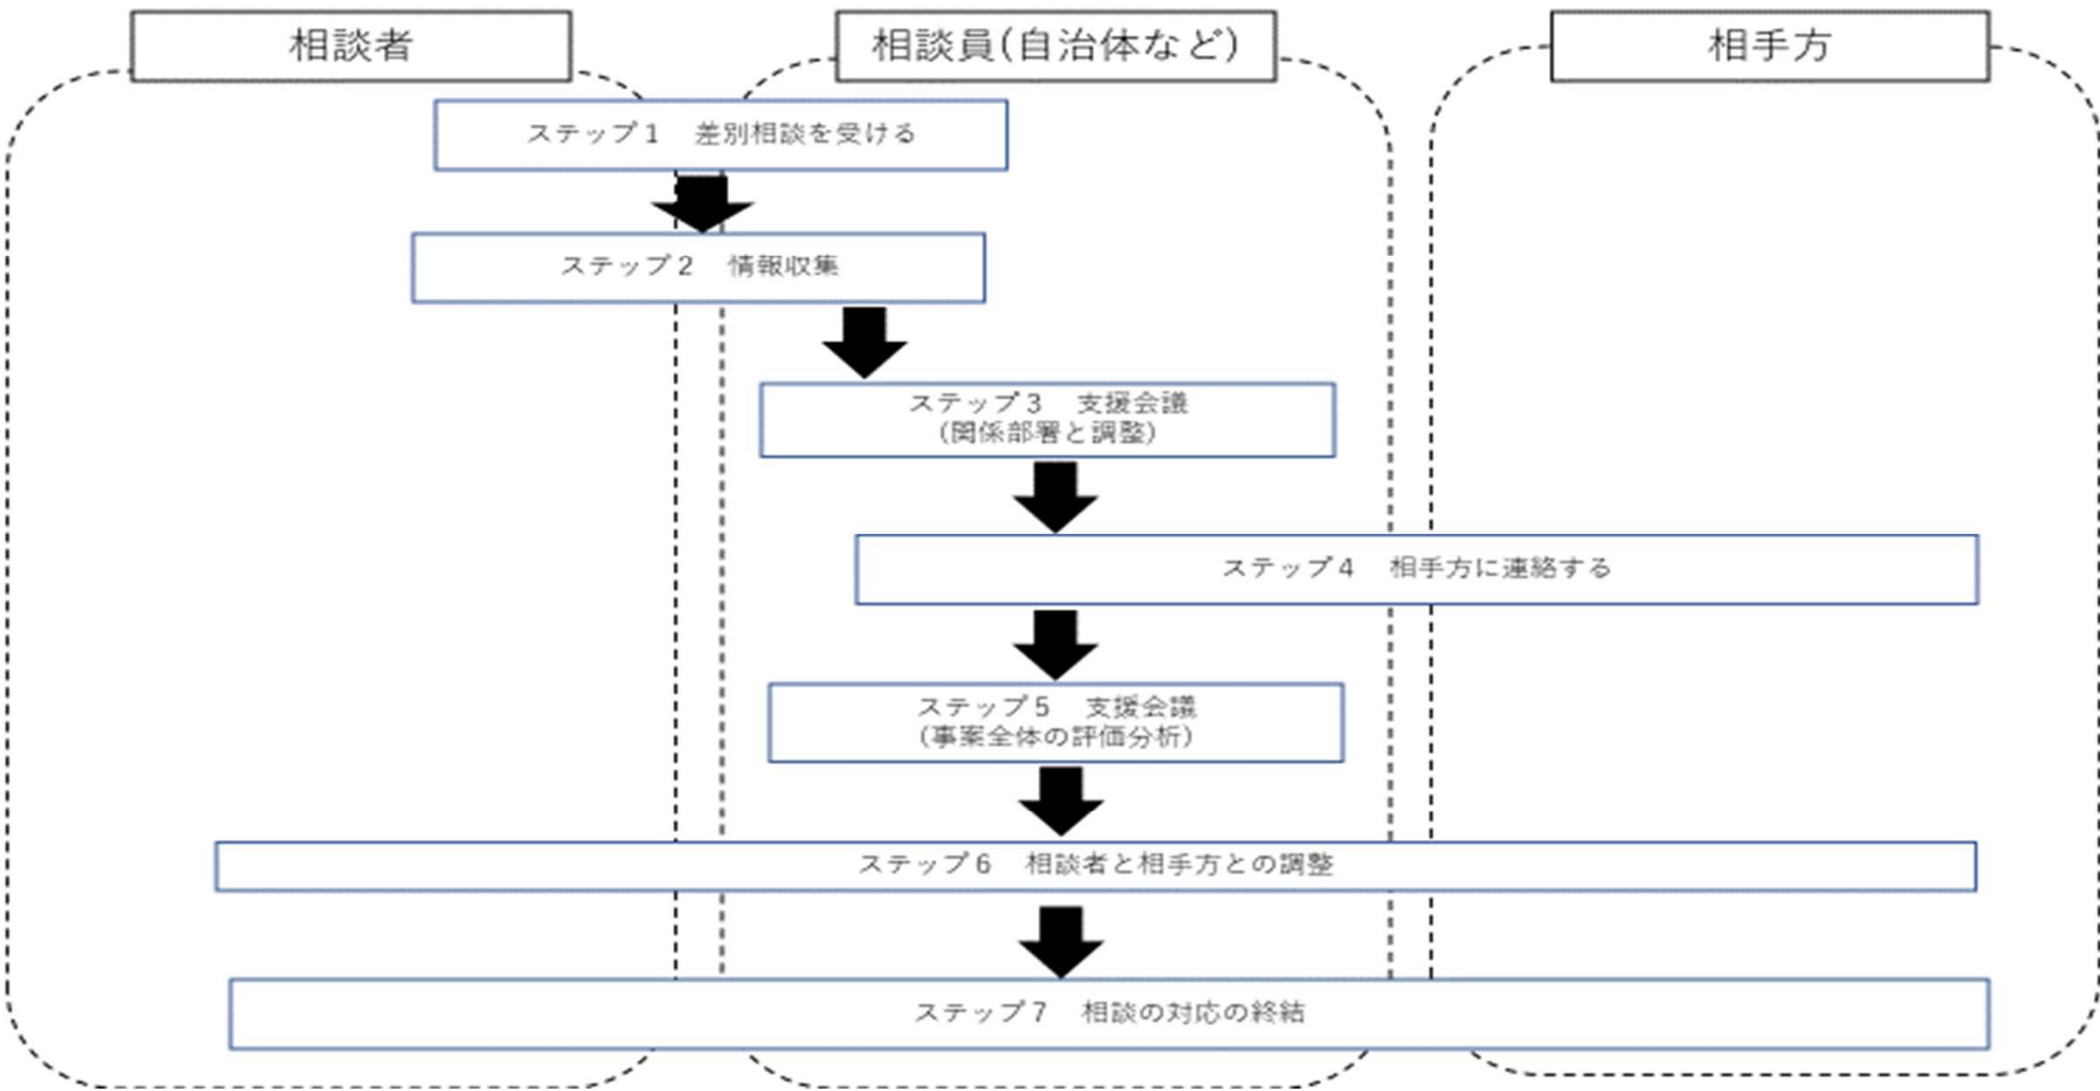 相談者
相談員(自治体など)
相手方
ステップ1 差別相談を受ける
ステップ2 情報収集
ステップ3 支援会議
(関係部署と調整)
ステップ4 相手方に連絡する
ステップ5 支援会議
(事案全体の評価分析)
ステップ6 相談者と相手方との調整
ステップ7 相談の対応の終結